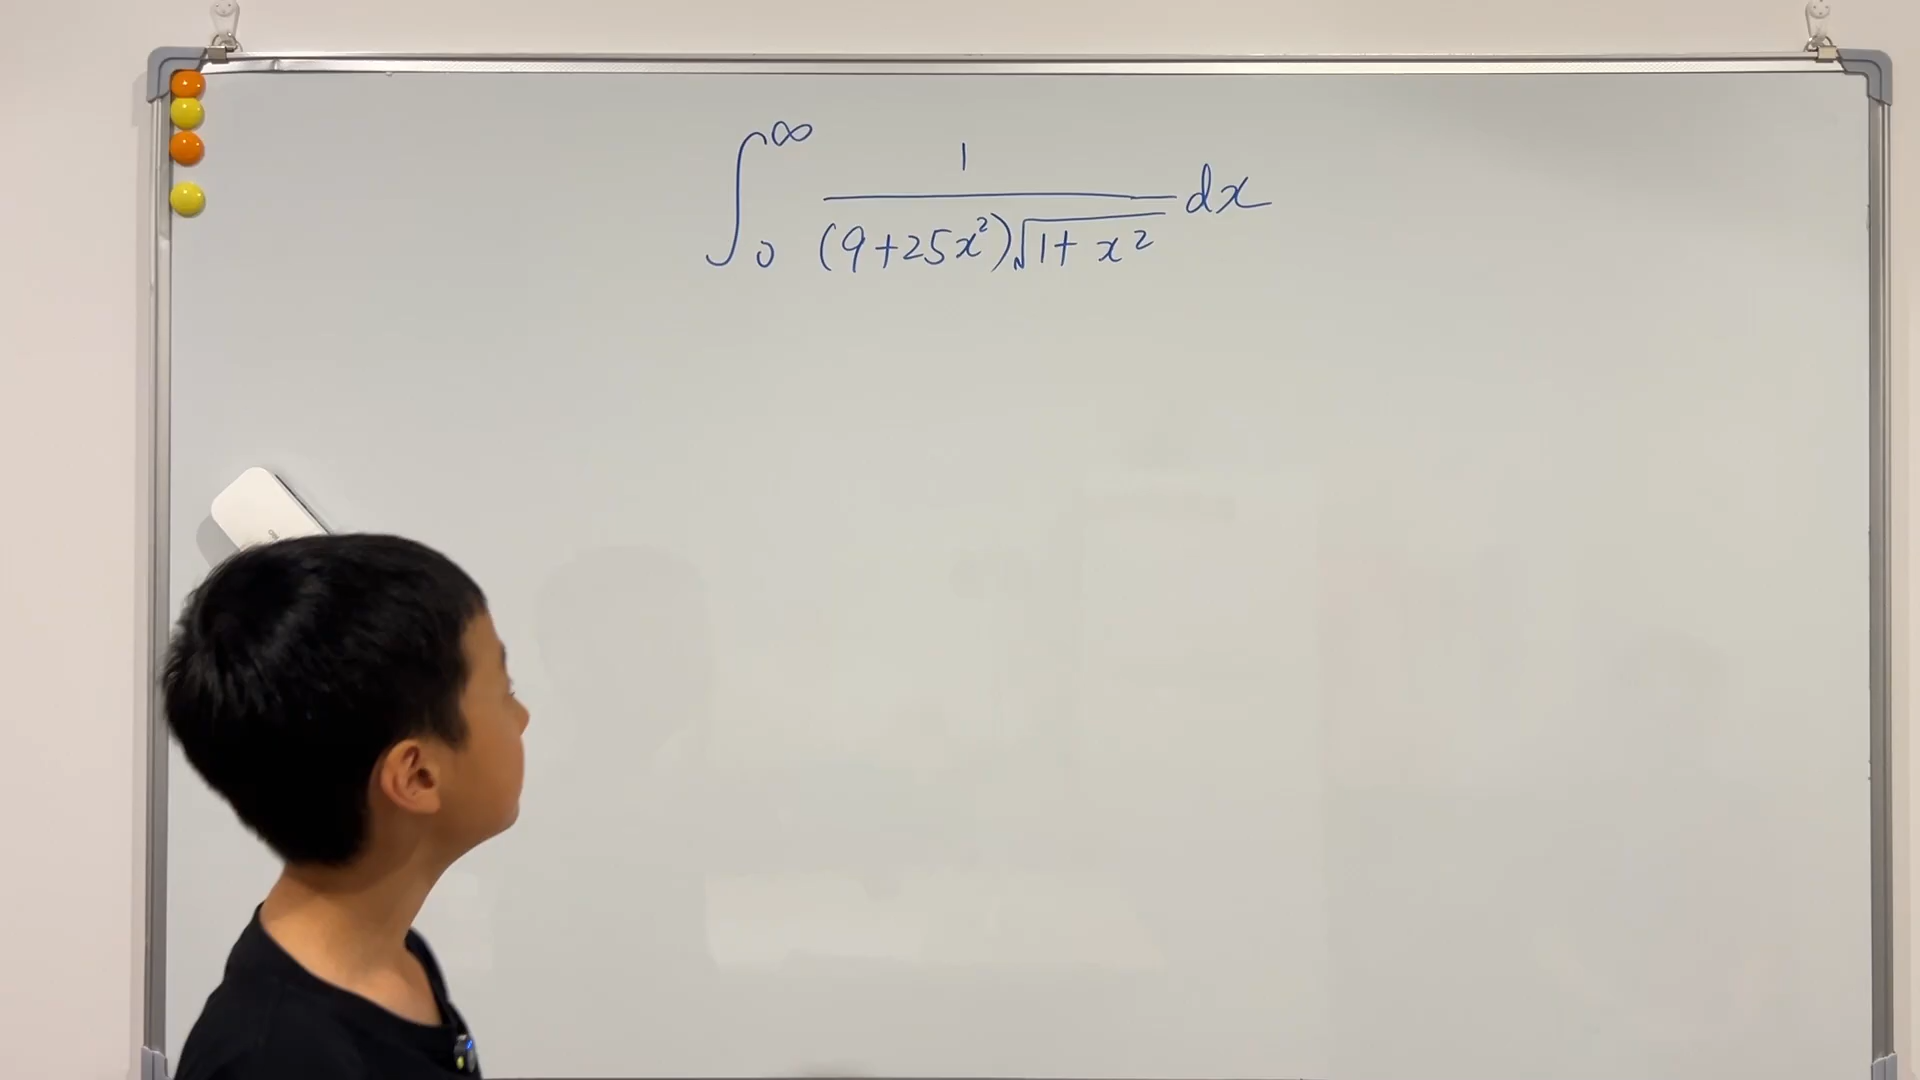 ∫₀^∞ 1/((9+25x²)√(1+x²)) dx